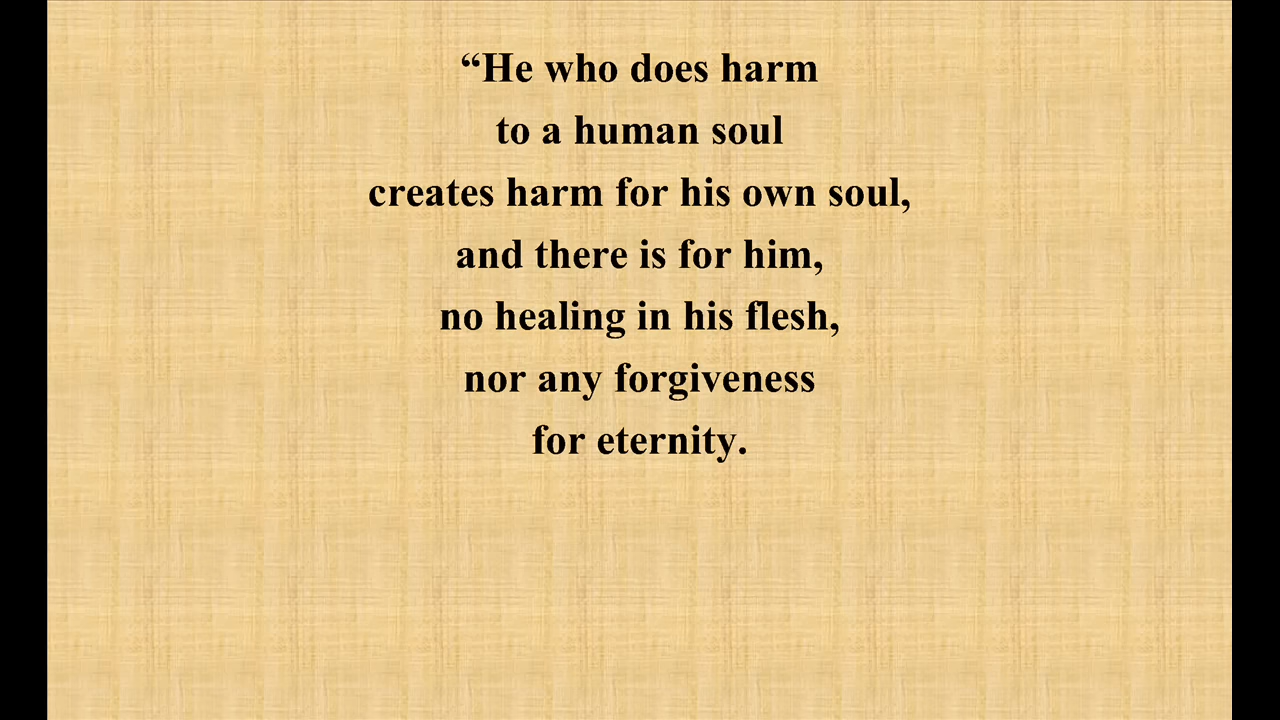 “He who does harm
to a human soul
creates harm for his own soul,
and there is for him,
no healing in his flesh,
nor any forgiveness
for eternity.